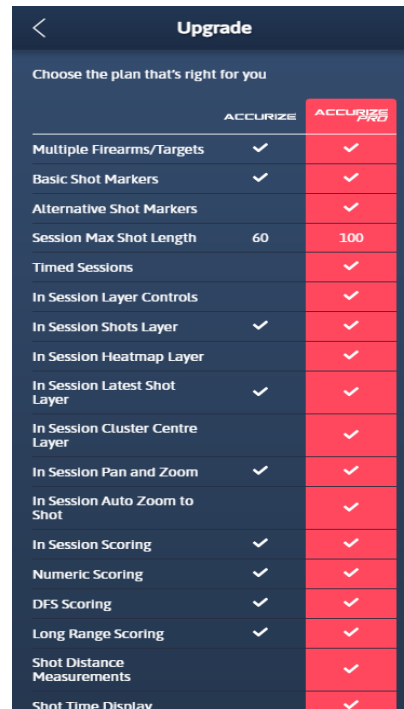 Upgrade
Choose the plan that's right for you
ACCURIZE
ACCURIZE
PRO
Multiple Firearms/Targets
Basic Shot Markers
Alternative Shot Markers
Session Max Shot Length 60 100
Timed Sessions
In Session Layer Controls
In Session Shots Layer
In Session Heatmap Layer
In Session Latest Shot
Layer
In Session Cluster Centre
Layer
In Session Pan and Zoom
In Session Auto Zoom to
Shot
In Session Scoring
Numeric Scoring
DFS Scoring
Long Range Scoring
Shot Distance
Measurements
Shot Time Display